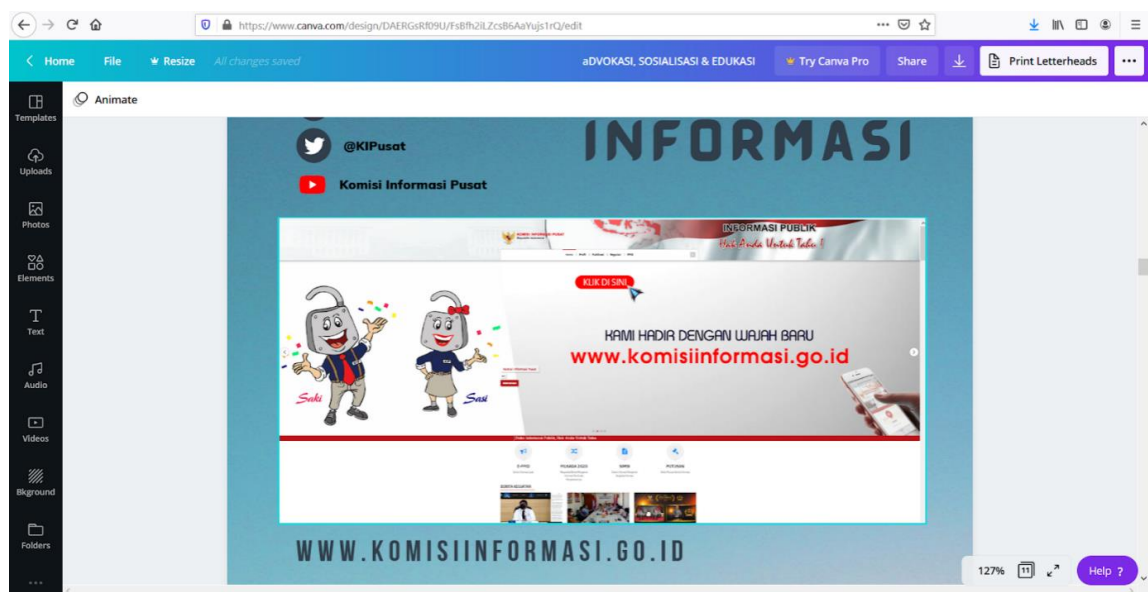 https://www.canva.com/design/DAERGsRf09U/FsBfh2iLZcsB6AaYujs1rQ/edit
Home File Resize All changes saved aDVOKASI, SOSIALISASI & EDUKASI Try Canva Pro Share Print Letterheads
Animate
Templates
Uploads
Photos
Elements
Text
Audio
Videos
Bkground
Folders
INFORMASI
@KIPusat
Komisi Informasi Pusat
INFORMASI PUBLIK
Hak Anda Untuk Tahu !
KLIK DI SINI
KAMI HADIR DENGAN WAJAH BARU
www.komisiinformasi.go.id
Saki
Sasi
WWW.KOMISIINFORMASI.GO.ID
127% 11 Help ?